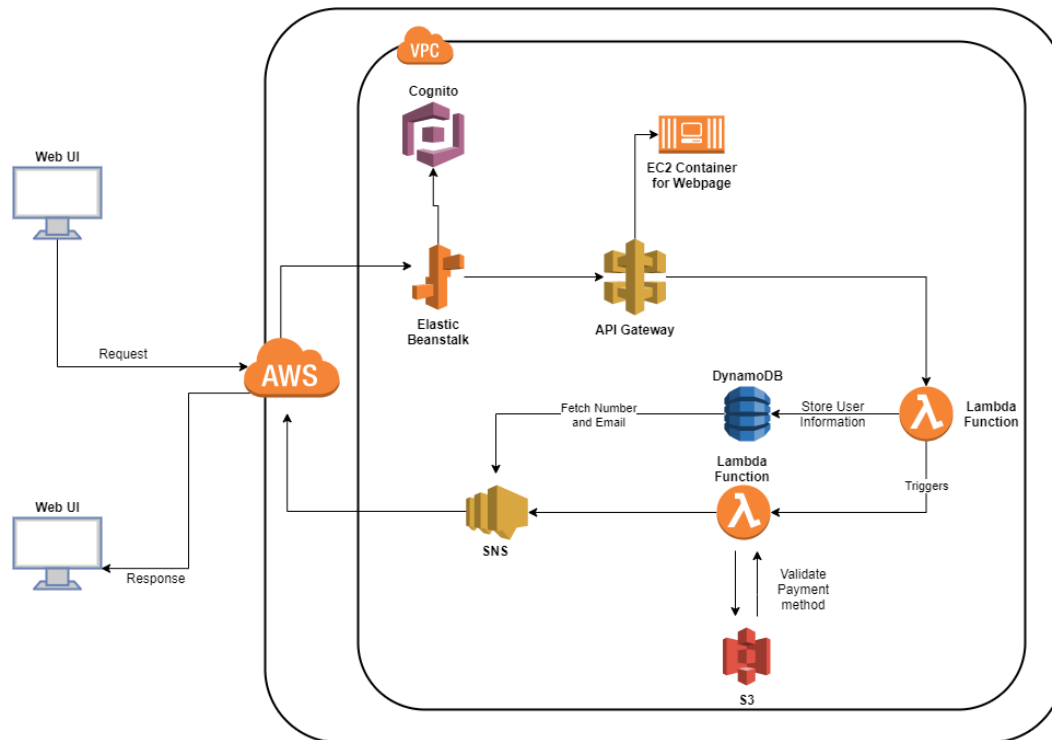 VPC
Cognito
EC2 Container
for Webpage
Web UI
Elastic
Beanstalk
API Gateway
Request
AWS
DynamoDB
Fetch Number
and Email
Store User
Information
Lambda
Function
Lambda
Function
Triggers
Web UI
SNS
Response
Validate
Payment
method
S3